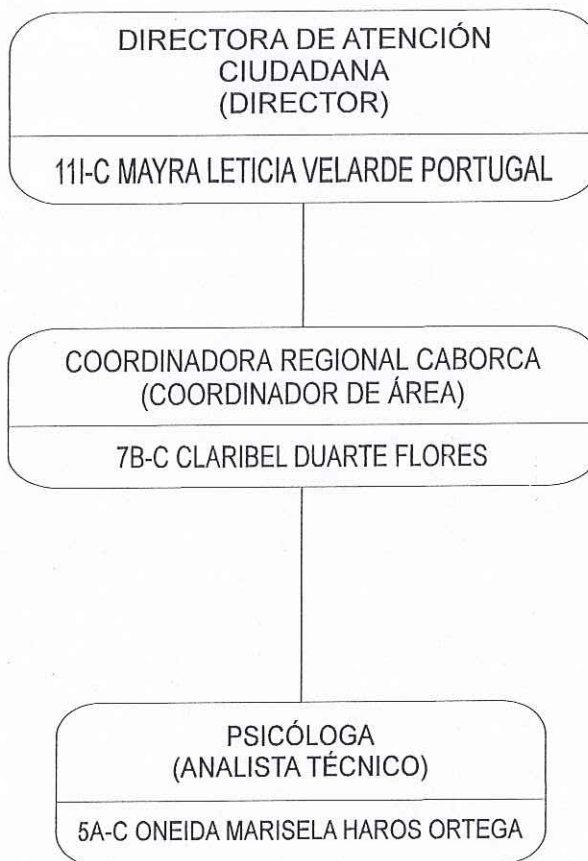 DIRECTORA DE ATENCIÓN
CIUDADANA
(DIRECTOR)
11I-C MAYRA LETICIA VELARDE PORTUGAL
COORDINADORA REGIONAL CABORCA
(COORDINADOR DE ÁREA)
7B-C CLARIBEL DUARTE FLORES
PSICÓLOGA
(ANALISTA TÉCNICO)
5A-C ONEIDA MARISELA HAROS ORTEGA